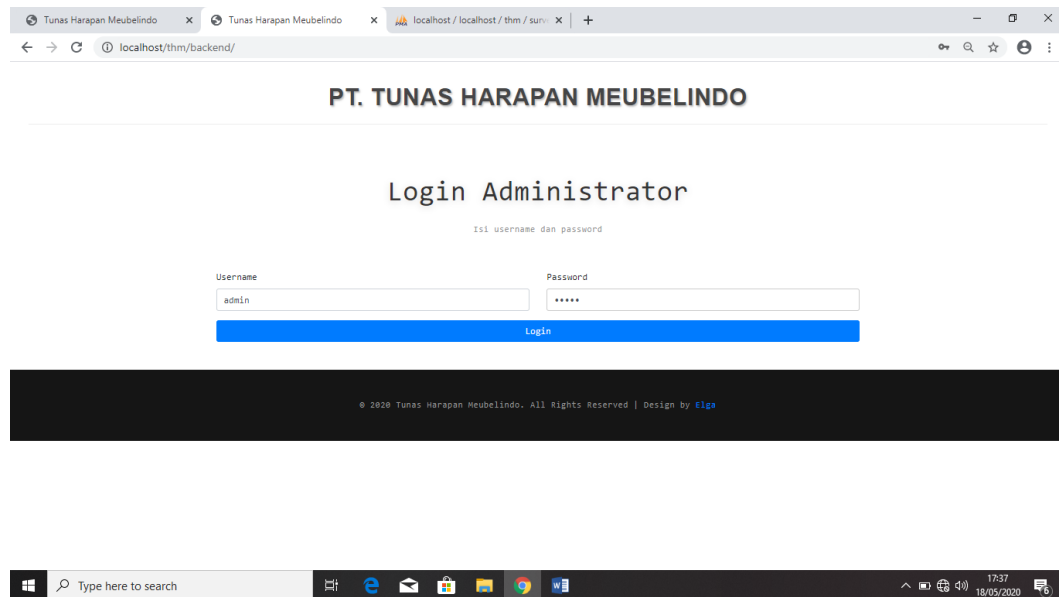 Tunas Harapan Meubelindo
Tunas Harapan Meubelindo
localhost / localhost / thm / surv
localhost/thm/backend/
PT. TUNAS HARAPAN MEUBELINDO
Login Administrator
Isi username dan password
Username
Password
admin
•••••
Login
© 2020 Tunas Harapan Meubelindo. All Rights Reserved | Design by Elga
Type here to search
17:37
18/05/2020
6